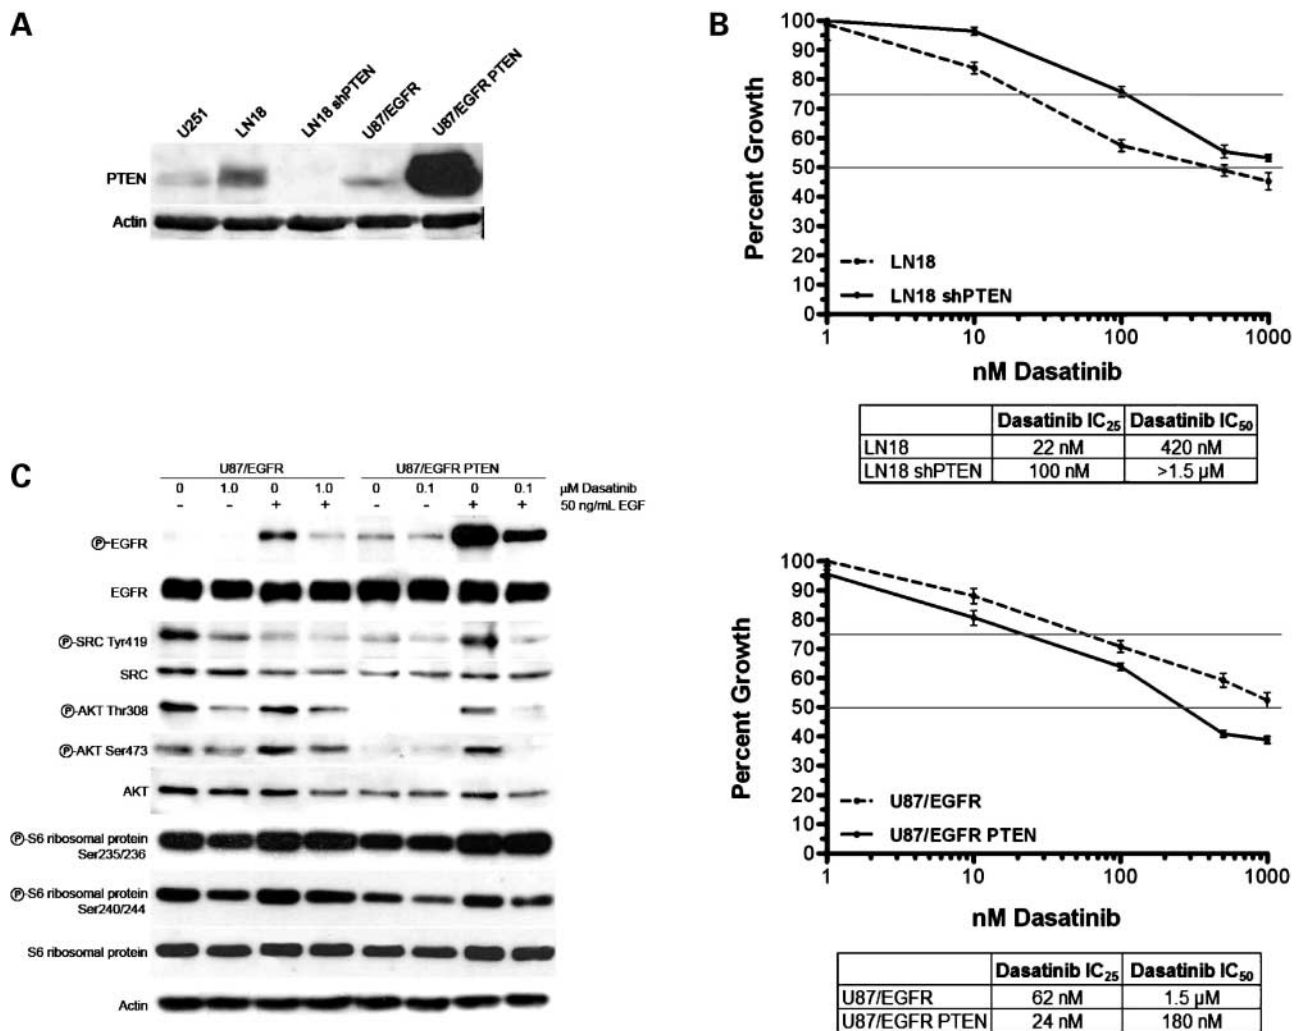 A
U251
LN18
LN18 shPTEN
U87/EGFR
U87/EGFR PTEN
PTEN
Actin
B
Percent Growth
100
90
80
70
60
50
40
30
20
10
0
LN18
LN18 shPTEN
1 10 100 1000
nM Dasatinib
Dasatinib IC25 Dasatinib IC50
LN18 22 nM 420 nM
LN18 shPTEN 100 nM >1.5 µM
C
U87/EGFR U87/EGFR PTEN
0 1.0 0 1.0 0 0.1 0 0.1 µM Dasatinib
- - + + - - + + 50 ng/mL EGF
Ⓟ-EGFR
EGFR
Ⓟ-SRC Tyr419
SRC
Ⓟ-AKT Thr308
Ⓟ-AKT Ser473
AKT
Ⓟ-S6 ribosomal protein
Ser235/236
Ⓟ-S6 ribosomal protein
Ser240/244
S6 ribosomal protein
Actin
Percent Growth
100
90
80
70
60
50
40
30
20
10
0
U87/EGFR
U87/EGFR PTEN
1 10 100 1000
nM Dasatinib
Dasatinib IC25 Dasatinib IC50
U87/EGFR 62 nM 1.5 µM
U87/EGFR PTEN 24 nM 180 nM